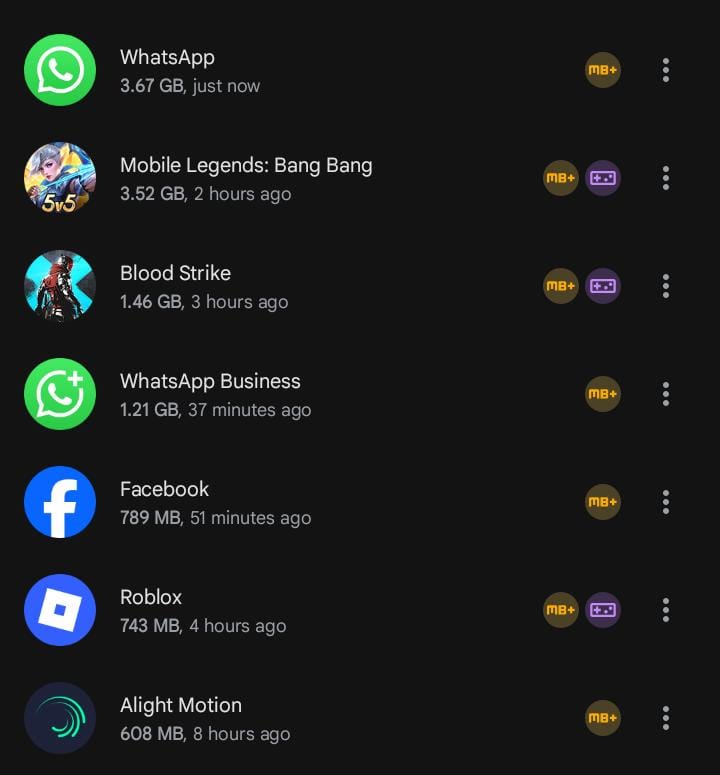 WhatsApp
3.67 GB, just now
MB+
Mobile Legends: Bang Bang
3.52 GB, 2 hours ago
5v5
MB+
Blood Strike
1.46 GB, 3 hours ago
MB+
WhatsApp Business
1.21 GB, 37 minutes ago
MB+
Facebook
789 MB, 51 minutes ago
MB+
Roblox
743 MB, 4 hours ago
MB+
Alight Motion
608 MB, 8 hours ago
MB+